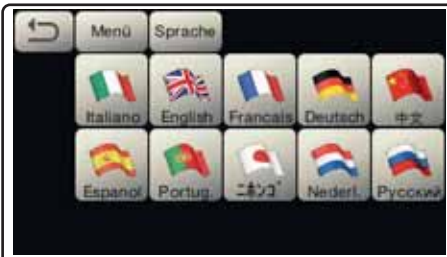 Menü Sprache
Italiano English Francais Deutsch 中文
Espanol Portug. ニホンゴ Nederl. Русский